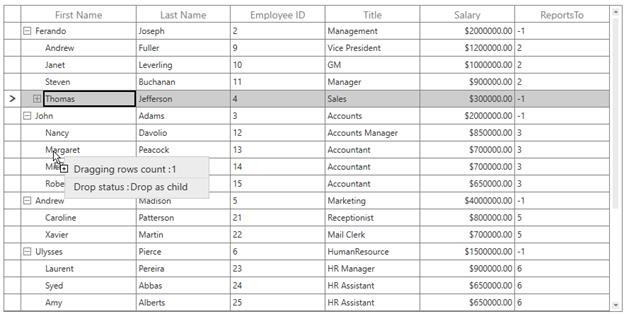 First Name Last Name Employee ID Title Salary ReportsTo
Ferando Joseph 2 Management $2000000.00 -1
Andrew Fuller 9 Vice President $1200000.00 2
Janet Leverling 10 GM $1000000.00 2
Steven Buchanan 11 Manager $900000.00 2
Thomas Jefferson 4 Sales $300000.00 -1
John Adams 3 Accounts $2000000.00 -1
Nancy Davolio 12 Accounts Manager $850000.00 3
Margaret Peacock 13 Accountant $700000.00 3
14 Accountant $700000.00 3
Dragging rows count :1
Robe 15 Accountant $650000.00 3
Drop status :Drop as child
Andrew Madison 5 Marketing $4000000.00 -1
Caroline Patterson 21 Receptionist $800000.00 5
Xavier Martin 22 Mail Clerk $700000.00 5
Ulysses Pierce 6 HumanResource $1500000.00 -1
Laurent Pereira 23 HR Manager $900000.00 6
Syed Abbas 24 HR Assistant $650000.00 6
Amy Alberts 25 HR Assistant $650000.00 6